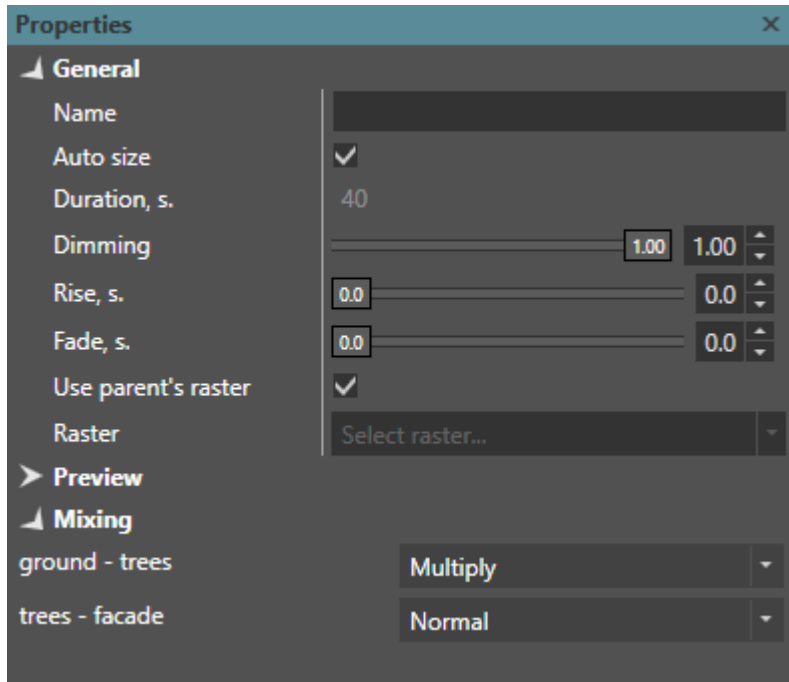 Properties
General
Name
Auto size
Duration, s. 40
Dimming 1.00 1.00
Rise, s. 0.0 0.0
Fade, s. 0.0 0.0
Use parent's raster
Raster Select raster...
Preview
Mixing
ground - trees Multiply
trees - facade Normal